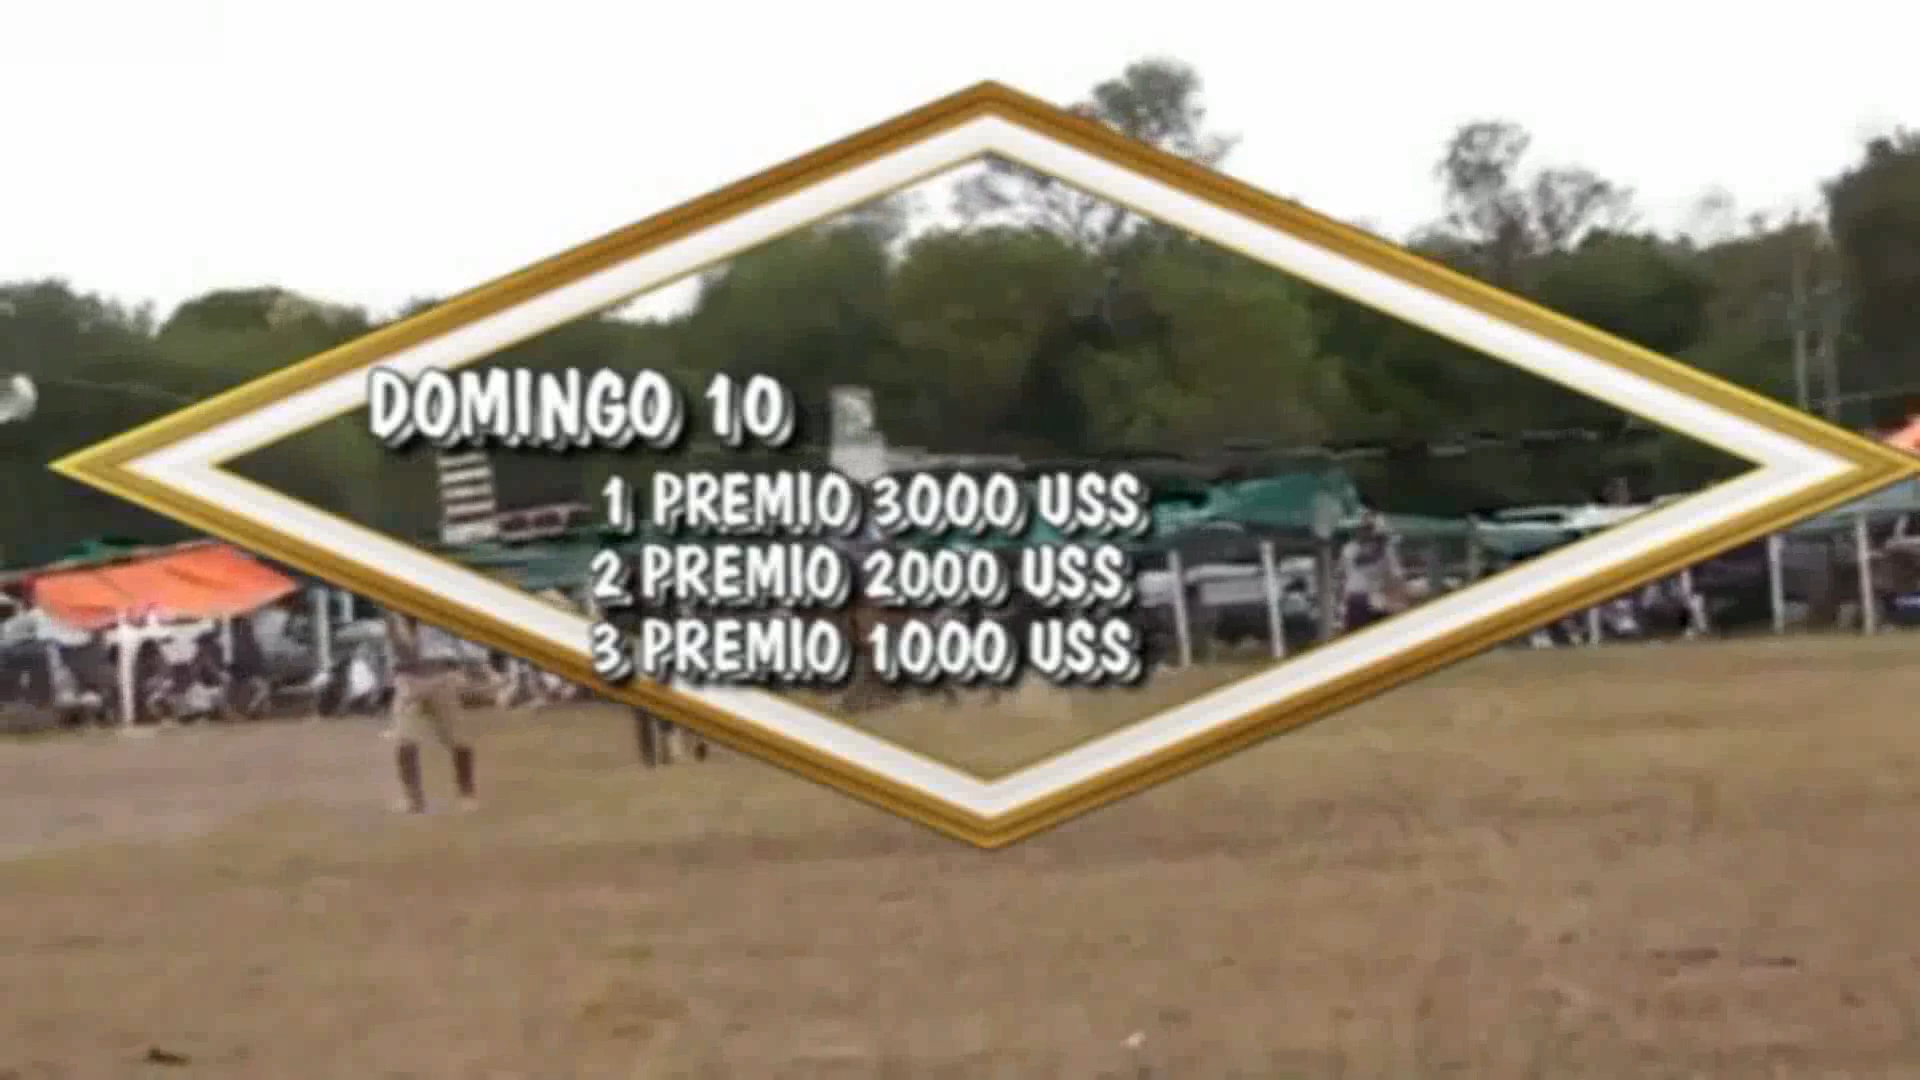 DOMINGO 10
1 PREMIO 3000 USS
2 PREMIO 2000 USS
3 PREMIO 1000 USS